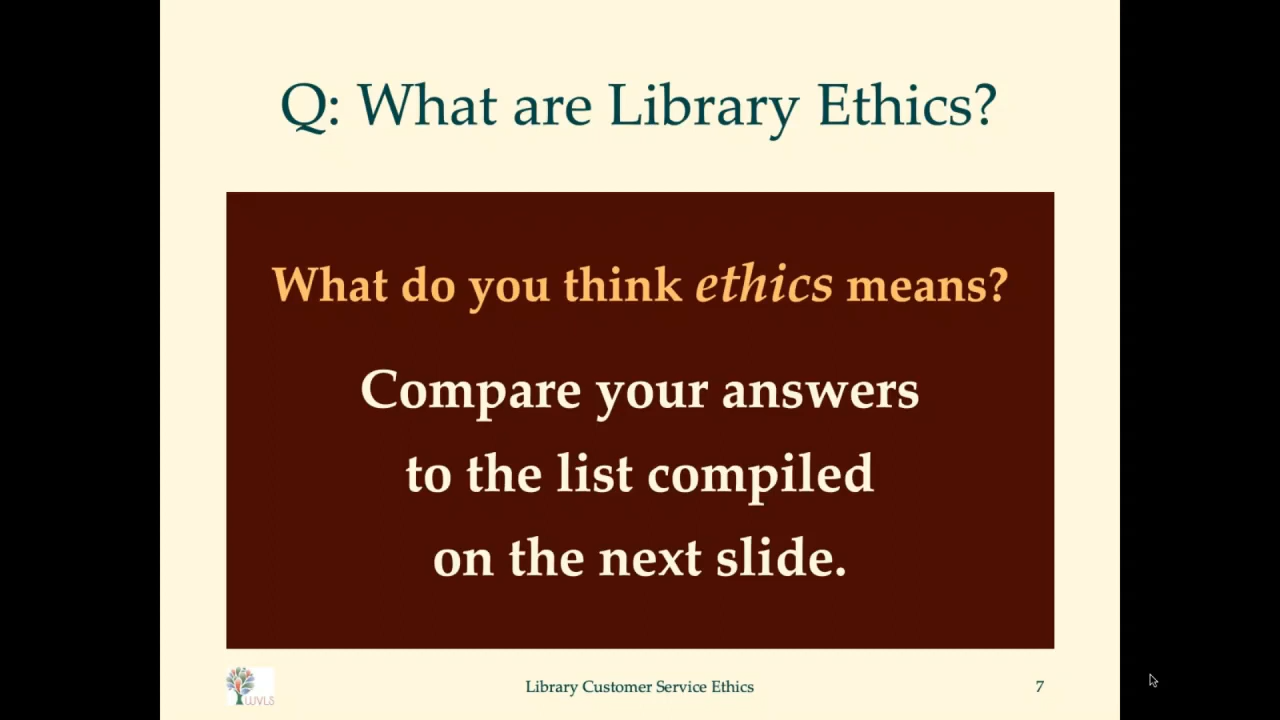 Q: What are Library Ethics?
What do you think ethics means?
Compare your answers
to the list compiled
on the next slide.
WVLS
Library Customer Service Ethics
7